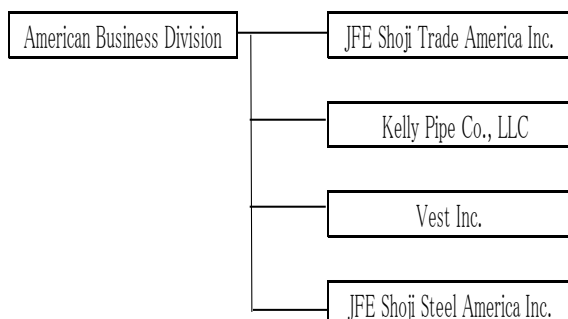 American Business Division
JFE Shoji Trade America Inc.
Kelly Pipe Co., LLC
Vest Inc.
JFE Shoji Steel America Inc.